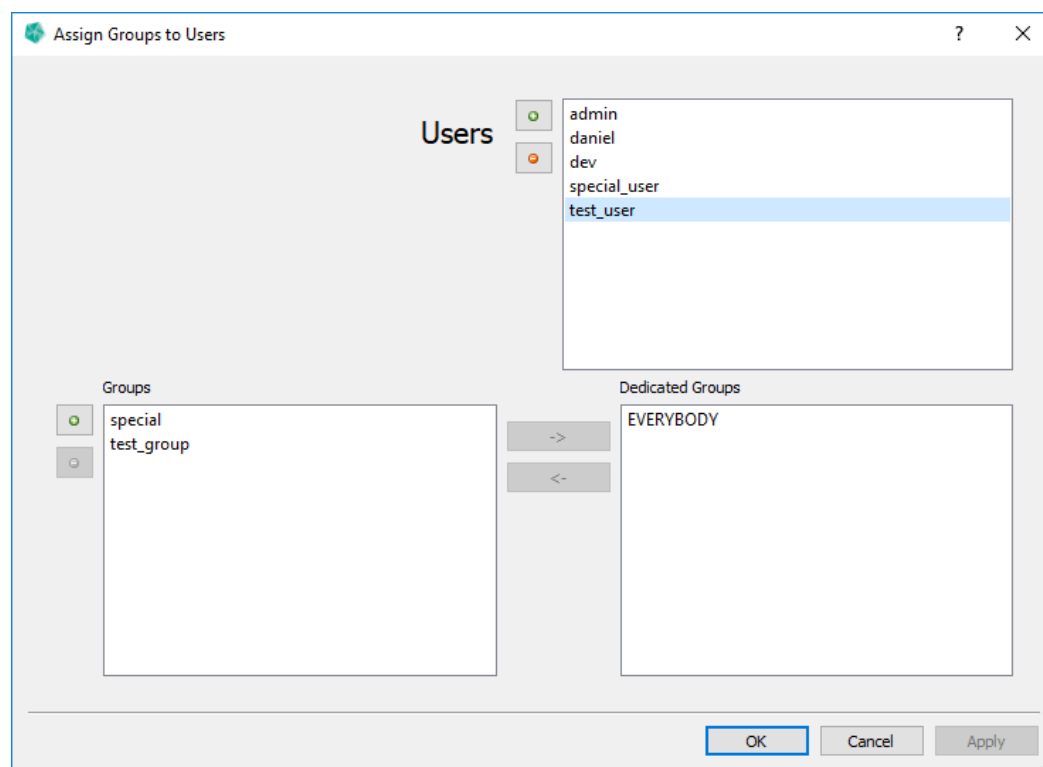 Assign Groups to Users
?
Users
admin
daniel
dev
special_user
test_user
Groups
special
test_group
->
<-
Dedicated Groups
EVERYBODY
OK
Cancel
Apply